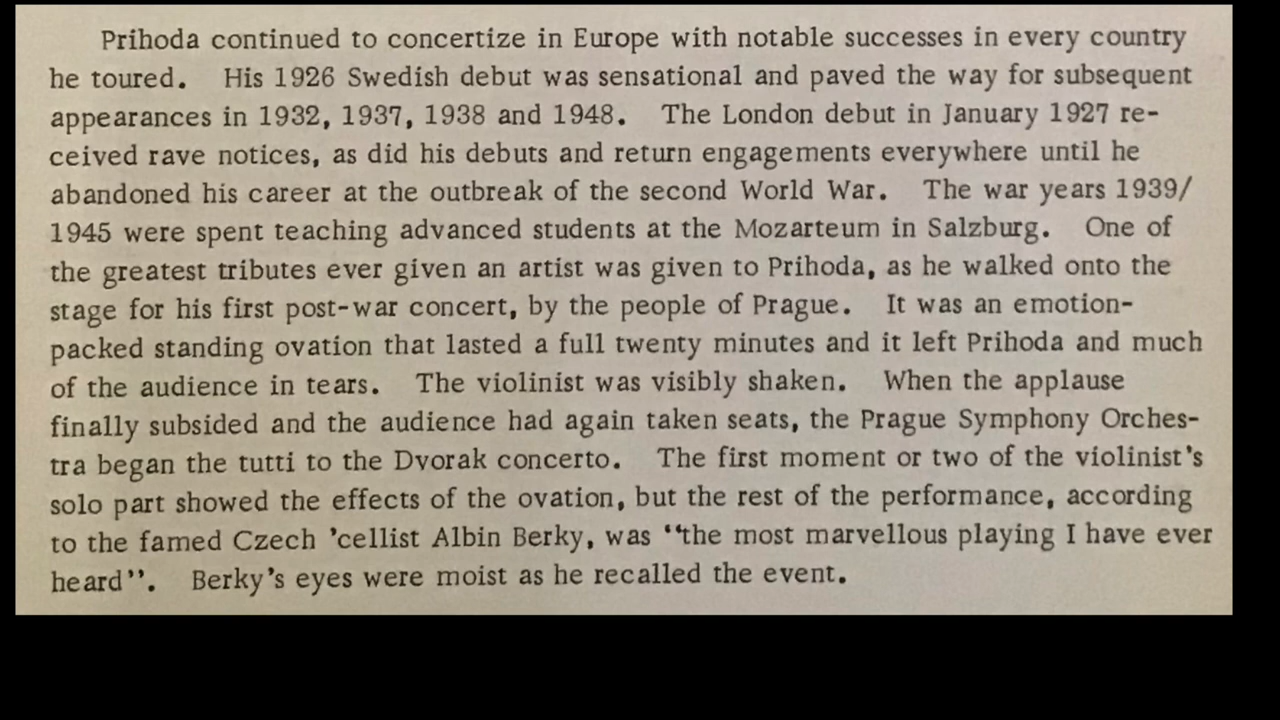 Prihoda continued to concertize in Europe with notable successes in every country
he toured. His 1926 Swedish debut was sensational and paved the way for subsequent
appearances in 1932, 1937, 1938 and 1948. The London debut in January 1927 re-
ceived rave notices, as did his debuts and return engagements everywhere until he
abandoned his career at the outbreak of the second World War. The war years 1939/
1945 were spent teaching advanced students at the Mozarteum in Salzburg. One of
the greatest tributes ever given an artist was given to Prihoda, as he walked onto the
stage for his first post-war concert, by the people of Prague. It was an emotion-
packed standing ovation that lasted a full twenty minutes and it left Prihoda and much
of the audience in tears. The violinist was visibly shaken. When the applause
finally subsided and the audience had again taken seats, the Prague Symphony Orches-
tra began the tutti to the Dvorak concerto. The first moment or two of the violinist's
solo part showed the effects of the ovation, but the rest of the performance, according
to the famed Czech 'cellist Albin Berky, was "the most marvellous playing I have ever
heard". Berky's eyes were moist as he recalled the event.